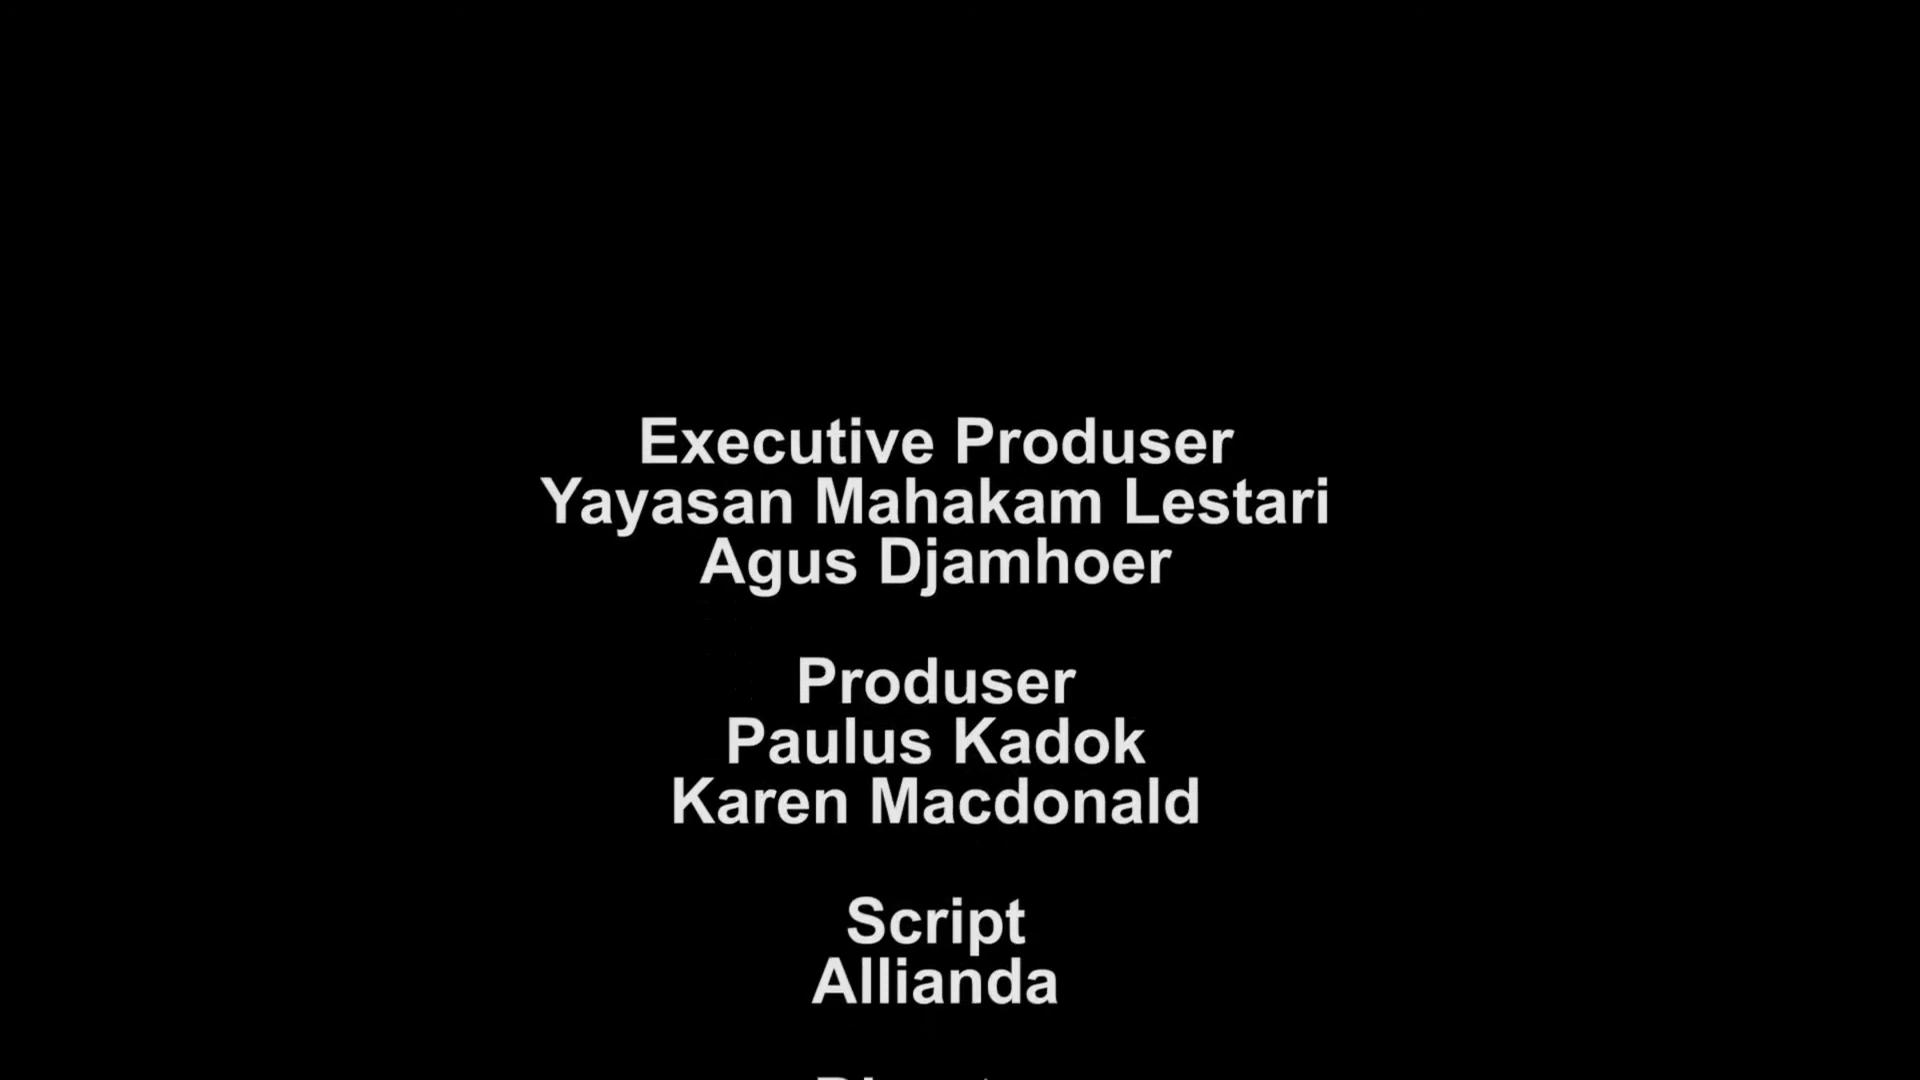 Executive Produser
Yayasan Mahakam Lestari
Agus Djamhoer
Produser
Paulus Kadok
Karen Macdonald
Script
Allianda